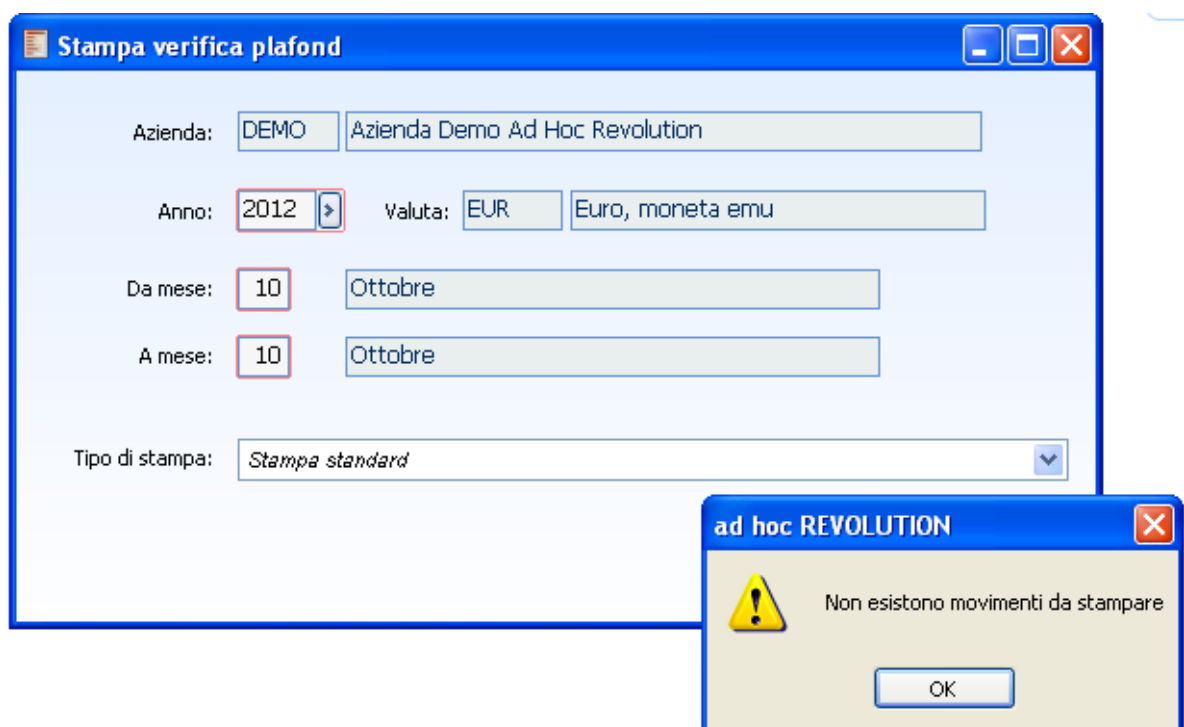 Stampa verifica plafond
Azienda: DEMO Azienda Demo Ad Hoc Revolution
Anno: 2012 Valuta: EUR Euro, moneta emu
Da mese: 10 Ottobre
A mese: 10 Ottobre
Tipo di stampa: Stampa standard
ad hoc REVOLUTION
Non esistono movimenti da stampare
OK